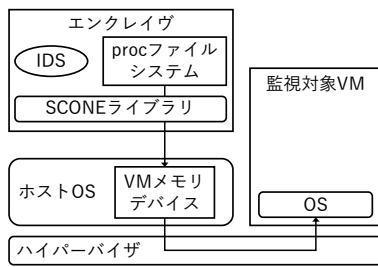 エンクレイヴ
IDS
procファイル
システム
SCONEライブラリ
監視対象VM
ホストOS
VMメモリ
デバイス
OS
ハイパーバイザ